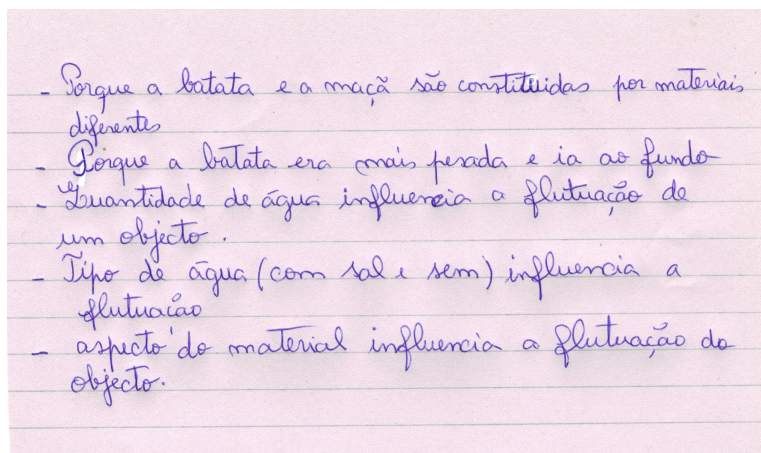 - Porque a batata e a maçã são constituidas por materiais
diferentes
- Porque a batata era mais pesada e ia ao fundo
- Quantidade de água influencia a flutuação de
um objecto.
- Tipo de água (com sal e sem) influencia a
flutuação
- aspecto do material influencia a flutuação do
objecto.